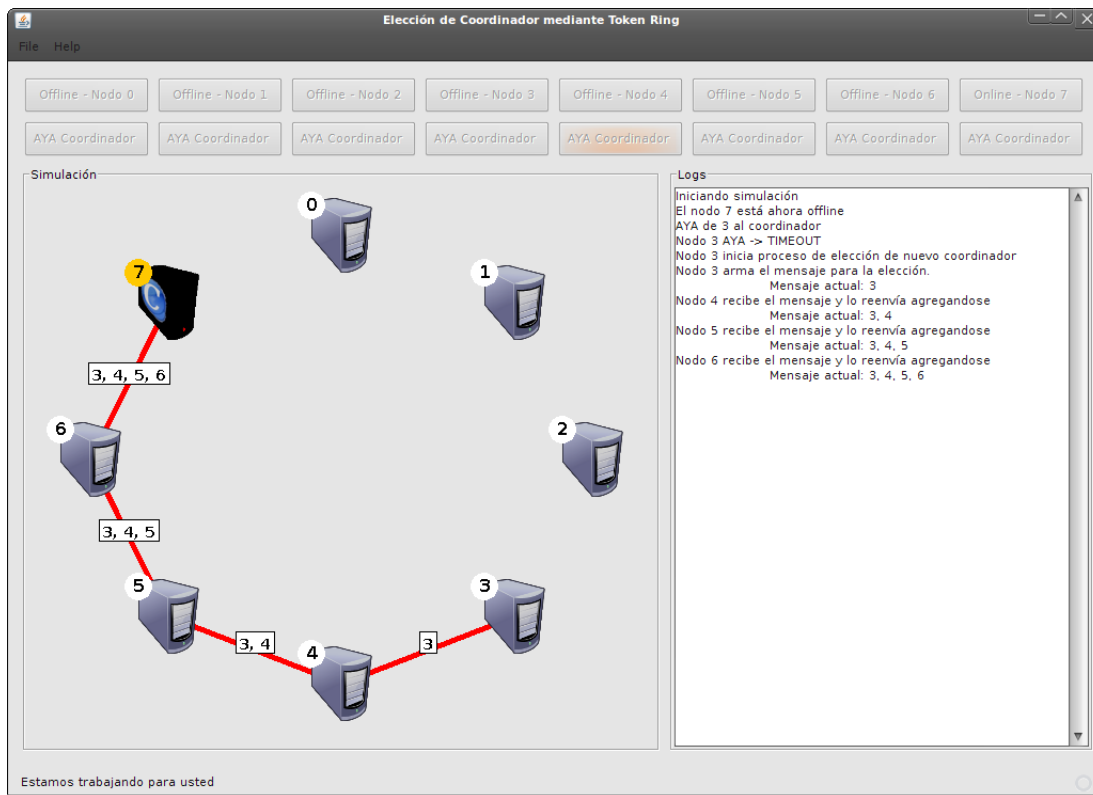 Elección de Coordinador mediante Token Ring
File Help
Offline - Nodo 0 Offline - Nodo 1 Offline - Nodo 2 Offline - Nodo 3 Offline - Nodo 4 Offline - Nodo 5 Offline - Nodo 6 Online - Nodo 7
AYA Coordinador AYA Coordinador AYA Coordinador AYA Coordinador AYA Coordinador AYA Coordinador AYA Coordinador AYA Coordinador
Simulación
0
7
1
3, 4, 5, 6
6
2
3, 4, 5
5
3
3, 4
4
3
Logs
Iniciando simulación
El nodo 7 está ahora offline
AYA de 3 al coordinador
Nodo 3 AYA -> TIMEOUT
Nodo 3 inicia proceso de elección de nuevo coordinador
Nodo 3 arma el mensaje para la elección.
Mensaje actual: 3
Nodo 4 recibe el mensaje y lo reenvía agregandose
Mensaje actual: 3, 4
Nodo 5 recibe el mensaje y lo reenvía agregandose
Mensaje actual: 3, 4, 5
Nodo 6 recibe el mensaje y lo reenvía agregandose
Mensaje actual: 3, 4, 5, 6
Estamos trabajando para usted